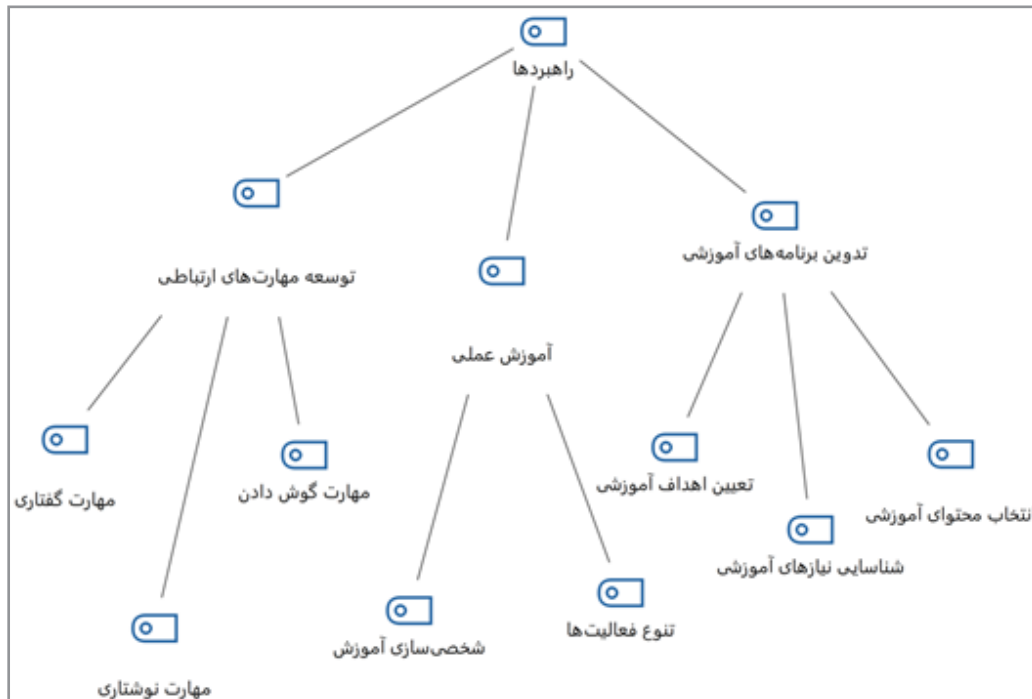 راهبردها
تدوین برنامه‌های آموزشی
توسعه مهارت‌های ارتباطی
آموزش عملی
تعیین اهداف آموزشی
شناسایی نیازهای آموزشی
نتخاب محتوای آموزشی
مهارت گوش دادن
مهارت گفتاری
تنوع فعالیت‌ها
شخصی‌سازی آموزش
مهارت نوشتاری